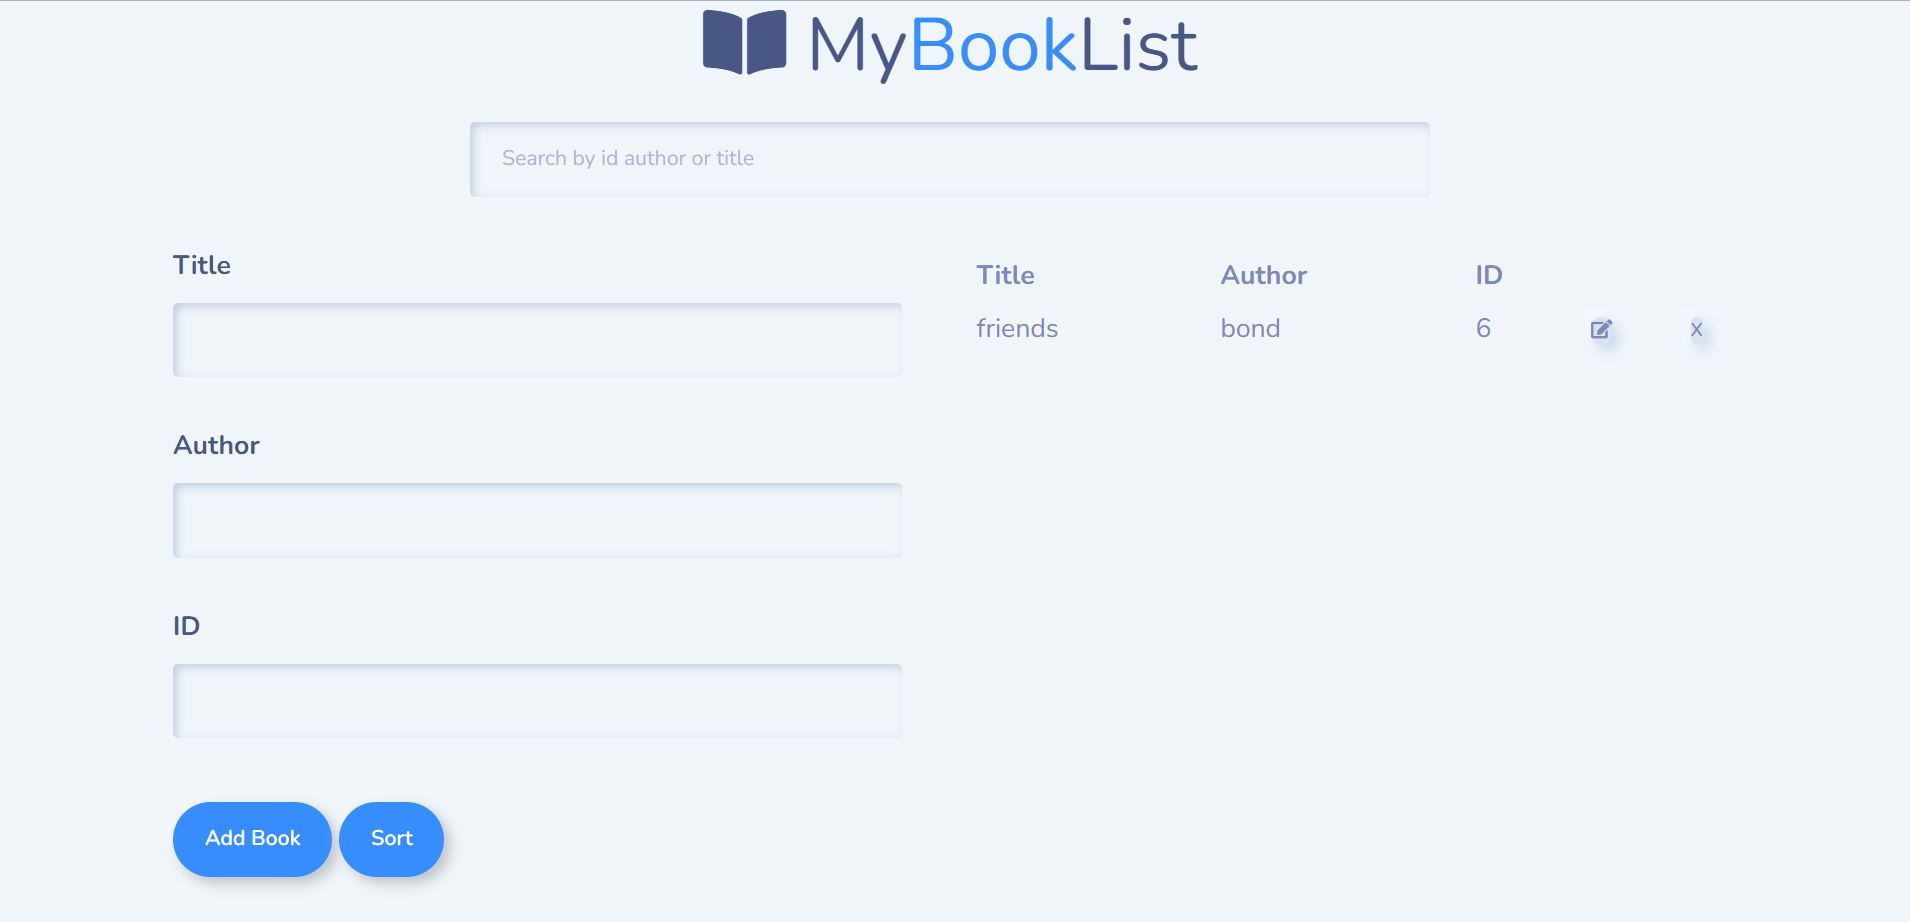 MyBookList
Search by id author or title
Title
Author
ID
Add Book Sort
Title Author ID
friends bond 6 X